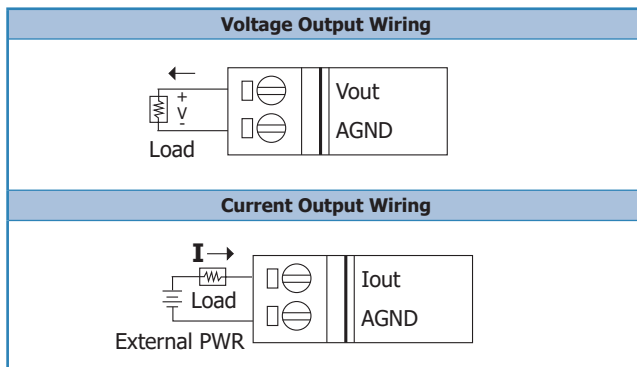 Voltage Output Wiring
+
V
-
Load
Vout
AGND
Current Output Wiring
I
Load
External PWR
Iout
AGND